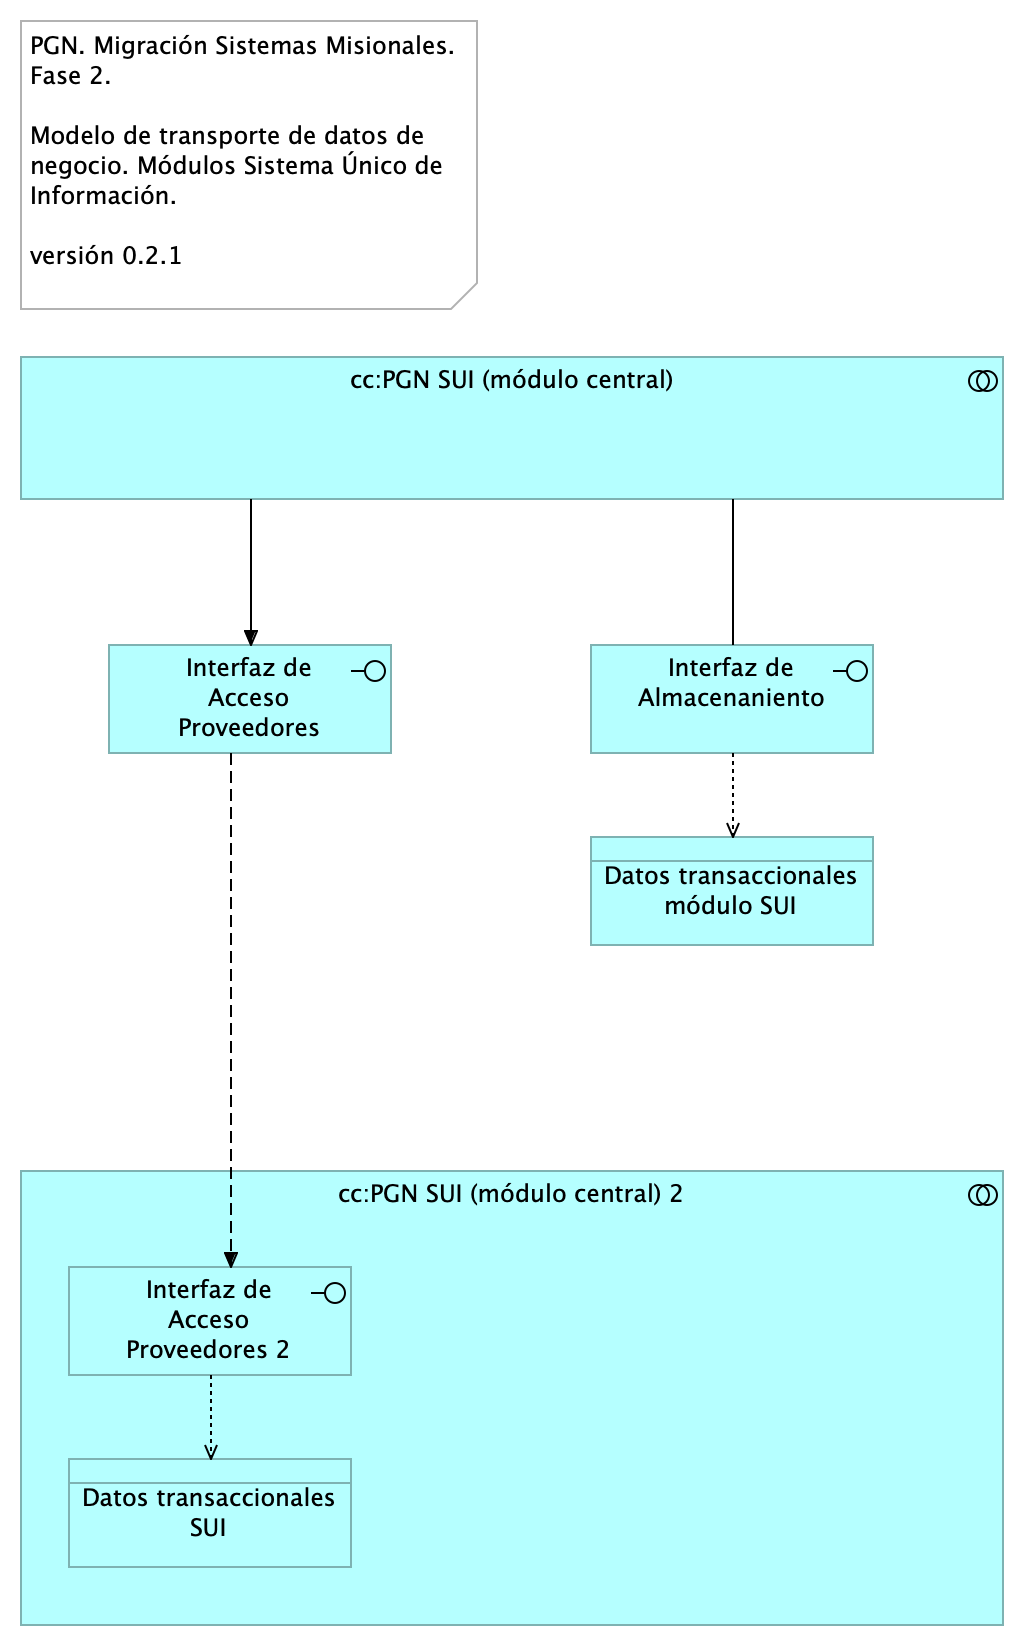 PGN. Migración Sistemas Misionales.
Fase 2.
Modelo de transporte de datos de
negocio. Módulos Sistema Único de
Información.
versión 0.2.1
cc:PGN SUI (módulo central)
Interfaz de
Acceso
Proveedores
Interfaz de
Almacenaniento
Datos transaccionales
módulo SUI
cc:PGN SUI (módulo central) 2
Interfaz de
Acceso
Proveedores 2
Datos transaccionales
SUI